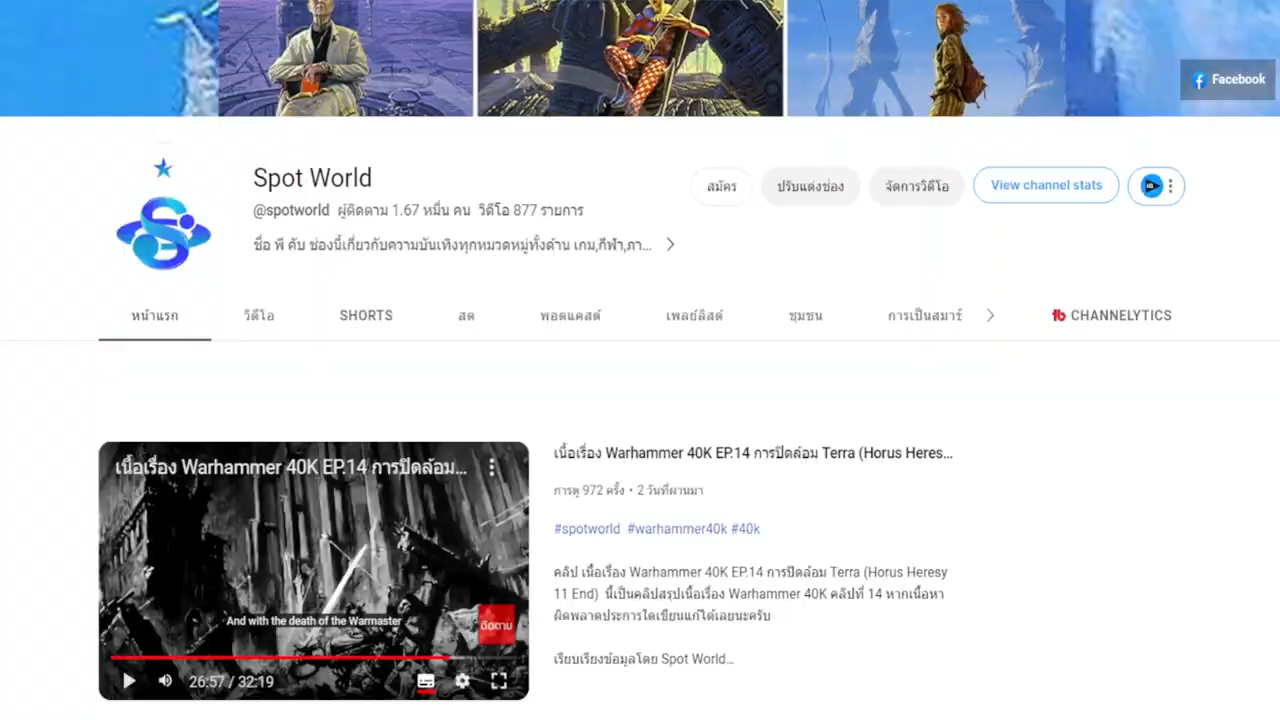 Facebook
Spot World
สมัคร
ปรับแต่งช่อง
จัดการวิดีโอ
View channel stats
@spotworld ผู้ติดตาม 1.67 หมื่น คน วิดีโอ 877 รายการ
ชื่อ พี คับ ช่องนี้เกี่ยวกับความบันเทิงทุกหมวดหมู่ทั้งด้าน เกม,กีฬา,ภา...
หน้าแรก
วิดีโอ
SHORTS
สด
พอดแคสต์
เพลย์ลิสต์
ชุมชน
การเป็นสมาร์
CHANNELYTICS
เนื้อเรื่อง Warhammer 40K EP.14 การปิดล้อม...
And with the death of the Warmaster
ติดตาม
26:57 / 32:19
เนื้อเรื่อง Warhammer 40K EP.14 การปิดล้อม Terra (Horus Heres...
การดู 972 ครั้ง • 2 วันที่ผ่านมา
#spotworld #warhammer40k #40k
คลิป เนื้อเรื่อง Warhammer 40K EP.14 การปิดล้อม Terra (Horus Heresy
11 End) นี้เป็นคลิปสรุปเนื้อเรื่อง Warhammer 40K คลิปที่ 14 หากเนื้อหา
ผิดพลาดประการใดเขียนแก้ได้เลยนะครับ
เรียบเรียงข้อมูลโดย Spot World...